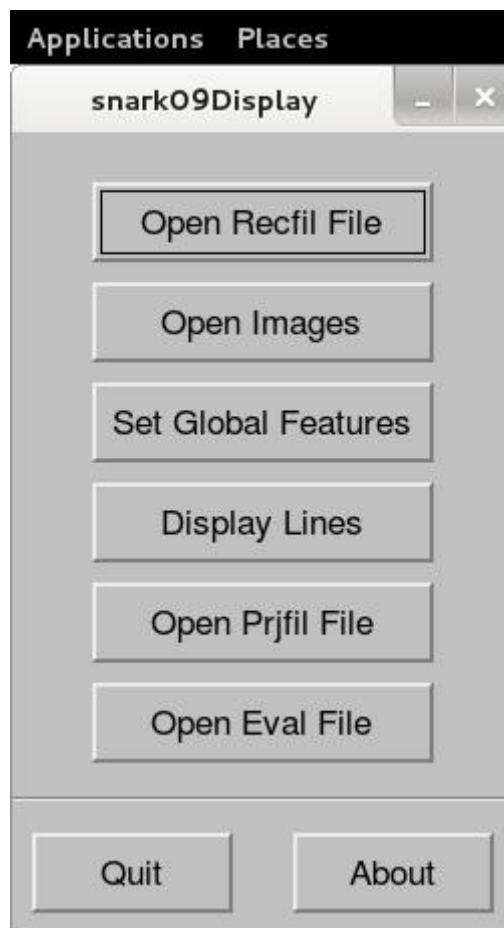 Applications Places
snark09Display
Open Recfil File
Open Images
Set Global Features
Display Lines
Open Prjfil File
Open Eval File
Quit About